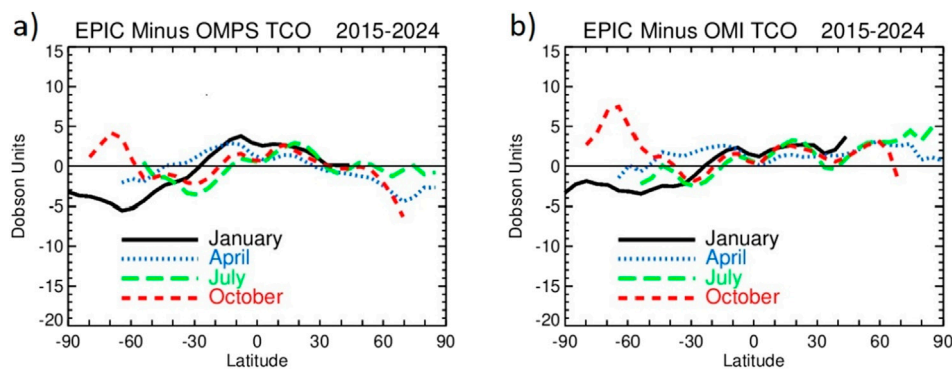 a) EPIC Minus OMPS TCO 2015-2024
15
10
5
0
-5
-10
-15
-20
Dobson Units
January
April
July
October
-90 -60 -30 0 30 60 90
Latitude
b) EPIC Minus OMI TCO 2015-2024
15
10
5
0
-5
-10
-15
-20
Dobson Units
January
April
July
October
-90 -60 -30 0 30 60 90
Latitude